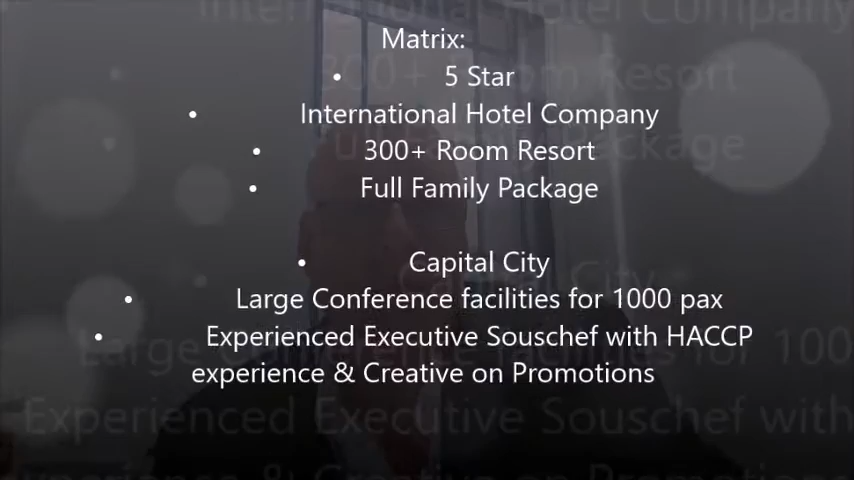 Matrix:
• 5 Star
• International Hotel Company
• 300+ Room Resort
• Full Family Package
• Capital City
• Large Conference facilities for 1000 pax
• Experienced Executive Souschef with HACCP
experience & Creative on Promotions